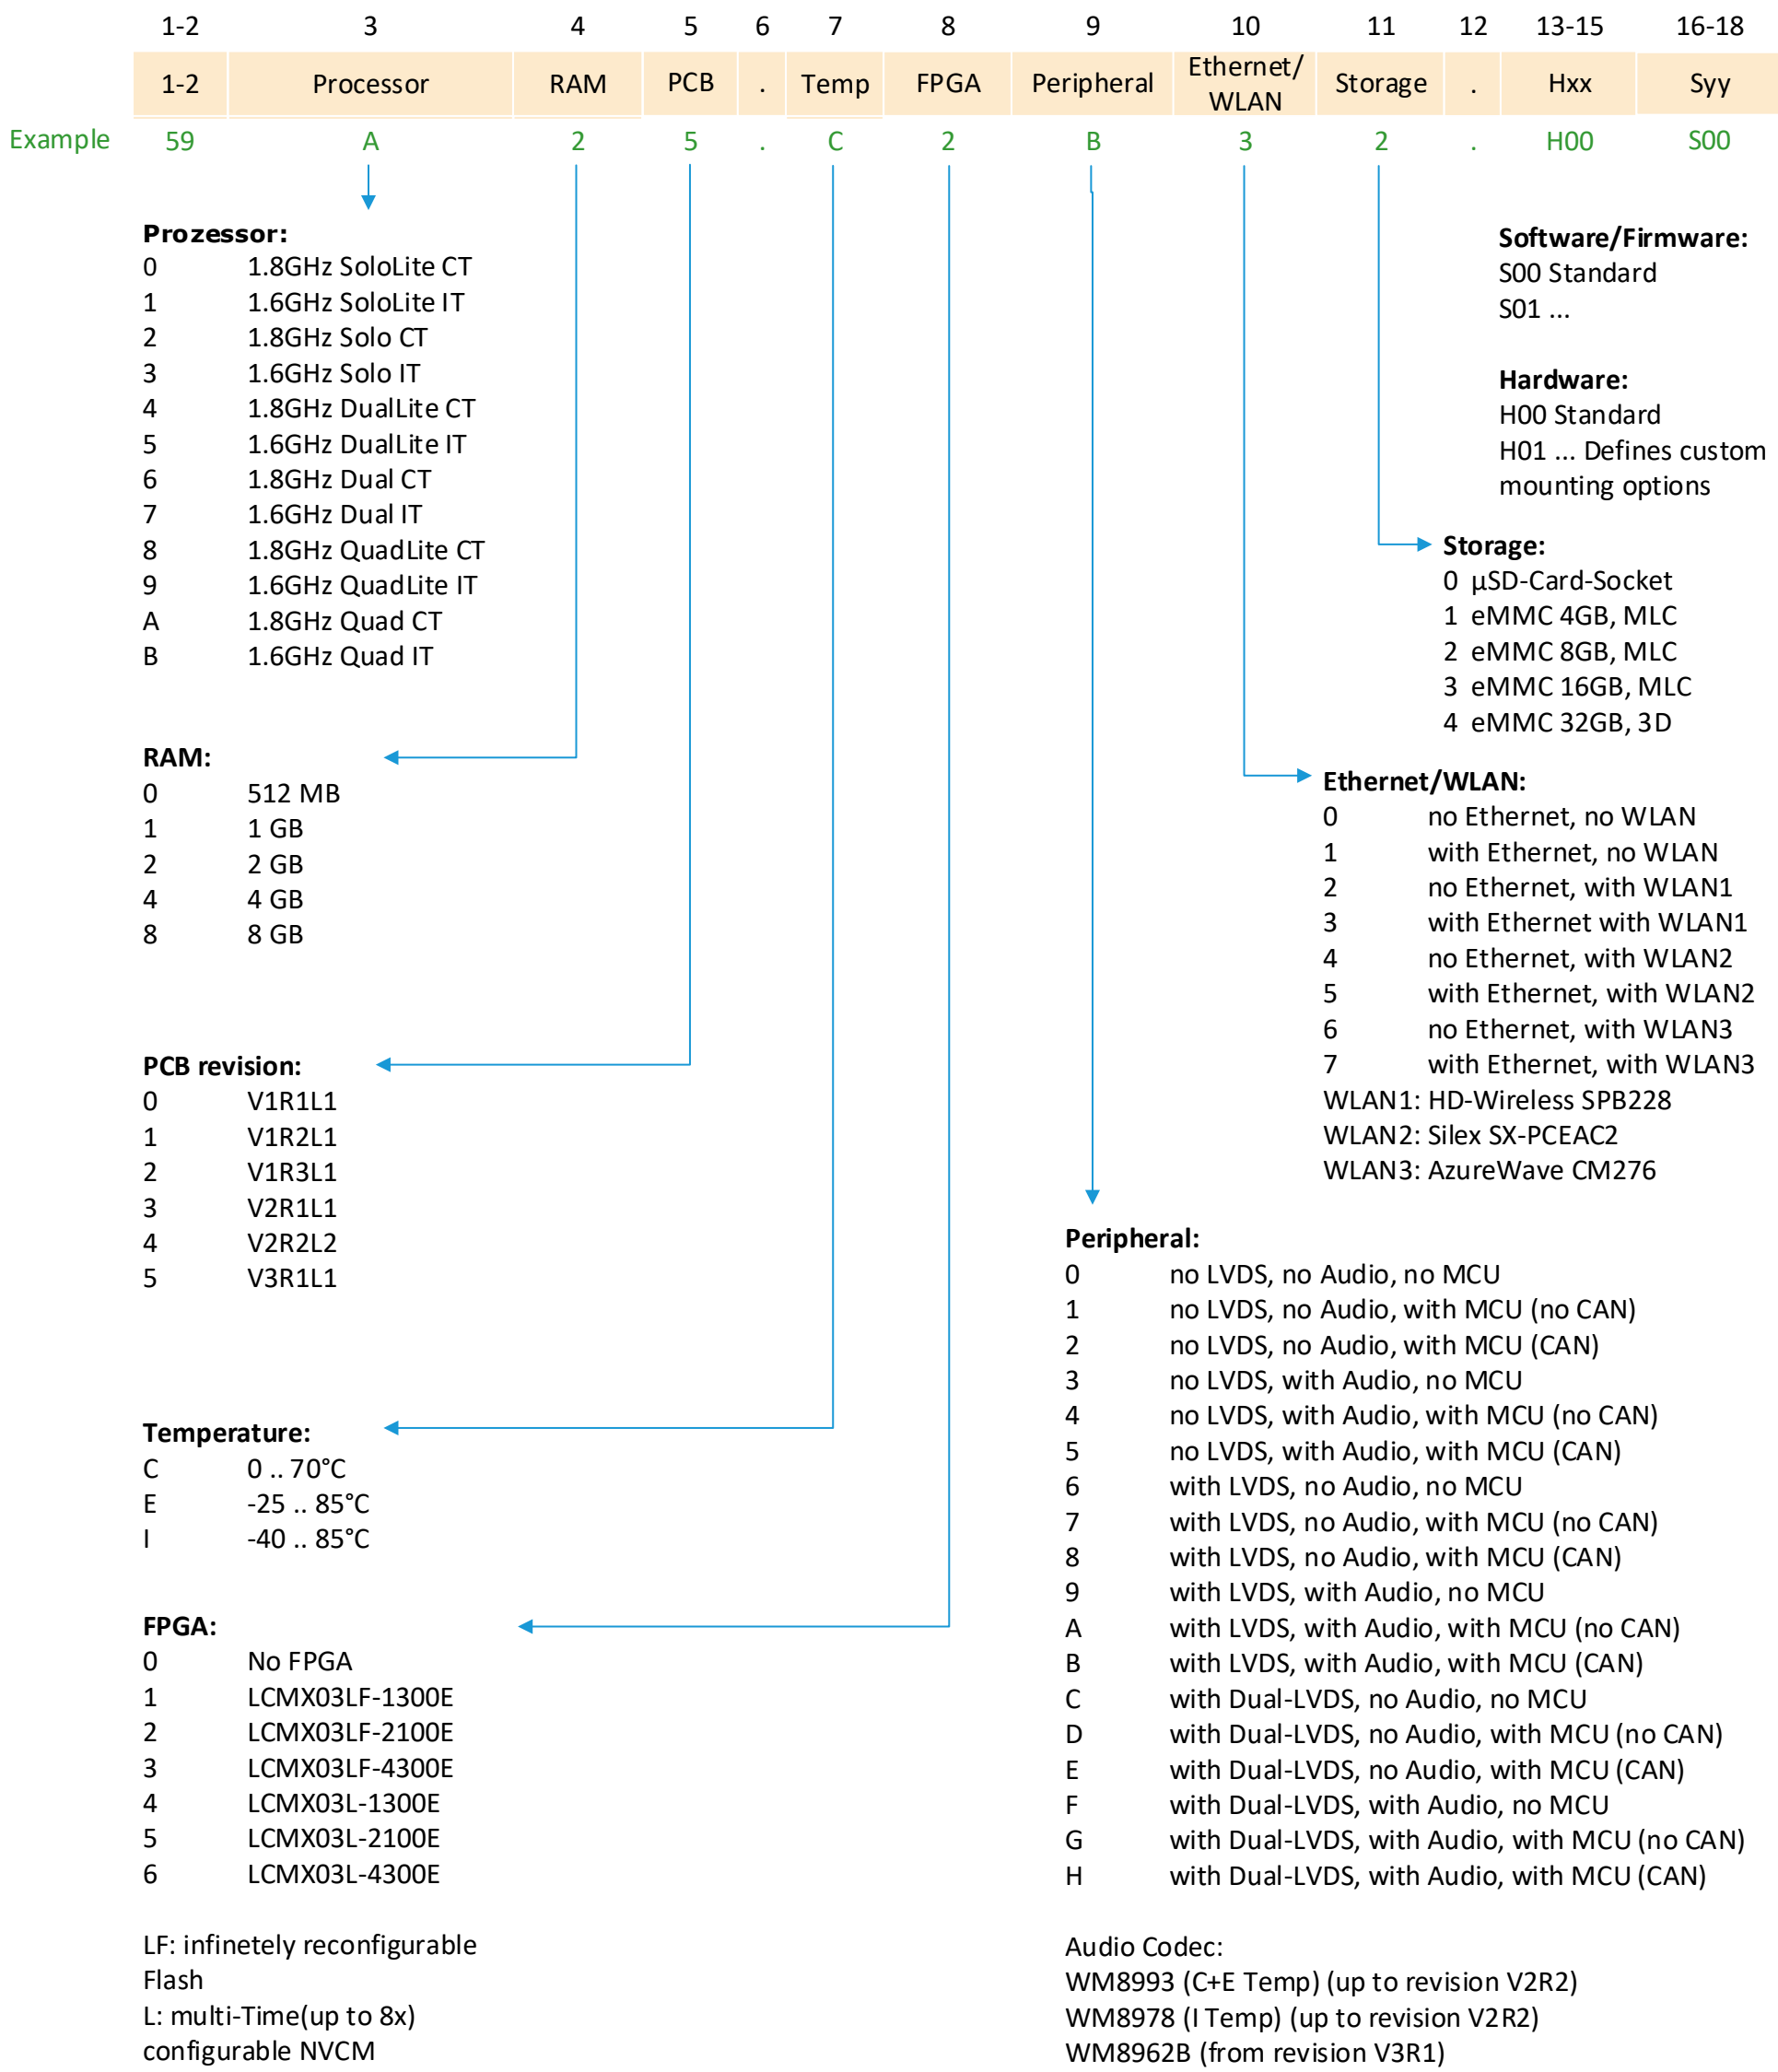 1-2 3 4 5 6 7 8 9 10 11 12 13-15 16-18
1-2 Processor RAM PCB . Temp FPGA Peripheral Ethernet/ WLAN Storage . Hxx Syy
Example 59 A 2 5 . C 2 B 3 2 . H00 S00
Prozessor:
0 1.8GHz SoloLite CT
1 1.6GHz SoloLite IT
2 1.8GHz Solo CT
3 1.6GHz Solo IT
4 1.8GHz DualLite CT
5 1.6GHz DualLite IT
6 1.8GHz Dual CT
7 1.6GHz Dual IT
8 1.8GHz QuadLite CT
9 1.6GHz QuadLite IT
A 1.8GHz Quad CT
B 1.6GHz Quad IT
RAM:
0 512 MB
1 1 GB
2 2 GB
4 4 GB
8 8 GB
PCB revision:
0 V1R1L1
1 V1R2L1
2 V1R3L1
3 V2R1L1
4 V2R2L2
5 V3R1L1
Temperature:
C 0 .. 70°C
E -25 .. 85°C
I -40 .. 85°C
FPGA:
0 No FPGA
1 LCMX03LF-1300E
2 LCMX03LF-2100E
3 LCMX03LF-4300E
4 LCMX03L-1300E
5 LCMX03L-2100E
6 LCMX03L-4300E
LF: infinetely reconfigurable
Flash
L: multi-Time(up to 8x)
configurable NVCM
Software/Firmware:
S00 Standard
S01 ...
Hardware:
H00 Standard
H01 ... Defines custom
mounting options
Storage:
0 µSD-Card-Socket
1 eMMC 4GB, MLC
2 eMMC 8GB, MLC
3 eMMC 16GB, MLC
4 eMMC 32GB, 3D
Ethernet/WLAN:
0 no Ethernet, no WLAN
1 with Ethernet, no WLAN
2 no Ethernet, with WLAN1
3 with Ethernet with WLAN1
4 no Ethernet, with WLAN2
5 with Ethernet, with WLAN2
6 no Ethernet, with WLAN3
7 with Ethernet, with WLAN3
WLAN1: HD-Wireless SPB228
WLAN2: Silex SX-PCEAC2
WLAN3: AzureWave CM276
Peripheral:
0 no LVDS, no Audio, no MCU
1 no LVDS, no Audio, with MCU (no CAN)
2 no LVDS, no Audio, with MCU (CAN)
3 no LVDS, with Audio, no MCU
4 no LVDS, with Audio, with MCU (no CAN)
5 no LVDS, with Audio, with MCU (CAN)
6 with LVDS, no Audio, no MCU
7 with LVDS, no Audio, with MCU (no CAN)
8 with LVDS, no Audio, with MCU (CAN)
9 with LVDS, with Audio, no MCU
A with LVDS, with Audio, with MCU (no CAN)
B with LVDS, with Audio, with MCU (CAN)
C with Dual-LVDS, no Audio, no MCU
D with Dual-LVDS, no Audio, with MCU (no CAN)
E with Dual-LVDS, no Audio, with MCU (CAN)
F with Dual-LVDS, with Audio, no MCU
G with Dual-LVDS, with Audio, with MCU (no CAN)
H with Dual-LVDS, with Audio, with MCU (CAN)
Audio Codec:
WM8993 (C+E Temp) (up to revision V2R2)
WM8978 (I Temp) (up to revision V2R2)
WM8962B (from revision V3R1)